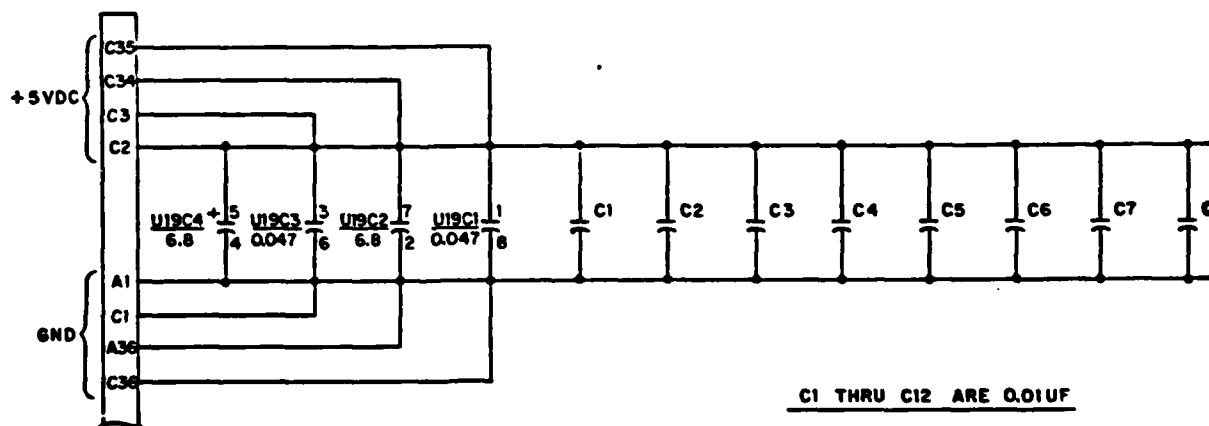 C35
C34
+5VDC
C3
C2
U19C4
6.8
+ 5
4
U19C3
0.047
3
6
U19C2
6.8
7
2
U19C1
0.047
1
8
C1
C2
C3
C4
C5
C6
C7
A1
C1
GND
A36
C36
C1 THRU C12 ARE 0.01UF